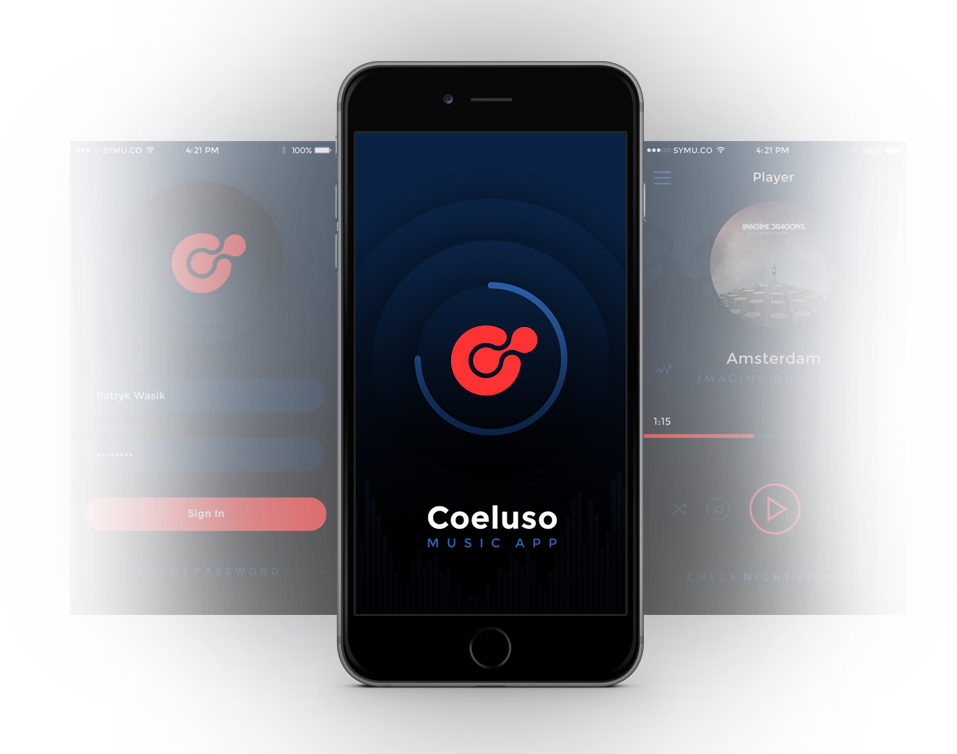 SYMU.CO 4:21 PM 100%
Patryk Wasik
Sign In
FORGOT PASSWORD
Coeluso
MUSIC APP
SYMU.CO 4:21 PM 100%
Player
IMAGINE DRAGONS
Amsterdam
IMAGINE
1:15
CHECK NIGHT VISION